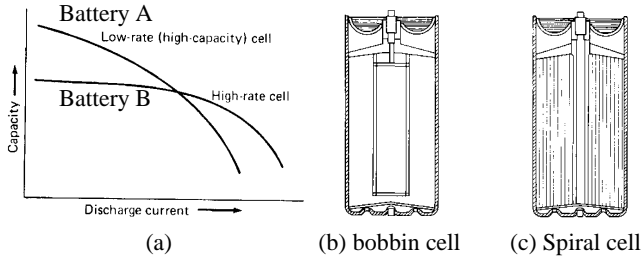 Battery A
Low-rate (high-capacity) cell
Battery B
High-rate cell
Capacity
Discharge current
(a)
(b) bobbin cell
(c) Spiral cell